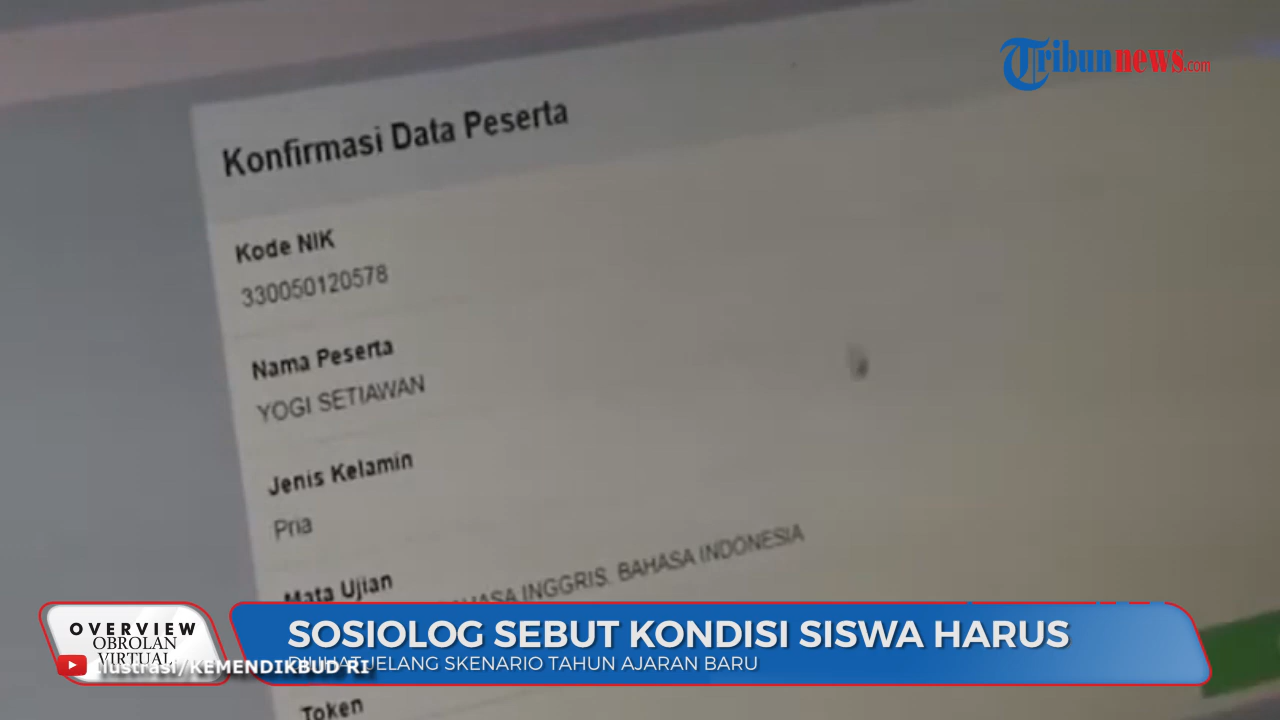 Tribunnews.com
Konfirmasi Data Peserta
Kode NIK
330050120578
Nama Peserta
YOGI SETIAWAN
Jenis Kelamin
Pria
Mata Ujian
BAHASA INGGRIS. BAHASA INDONESIA
OVERVIEW
OBROLAN
VIRTUAL
SOSIOLOG SEBUT KONDISI SISWA HARUS
JELANG SKENARIO TAHUN AJARAN BARU
Ilustrasi/KEMENDIKBUD RI
Token